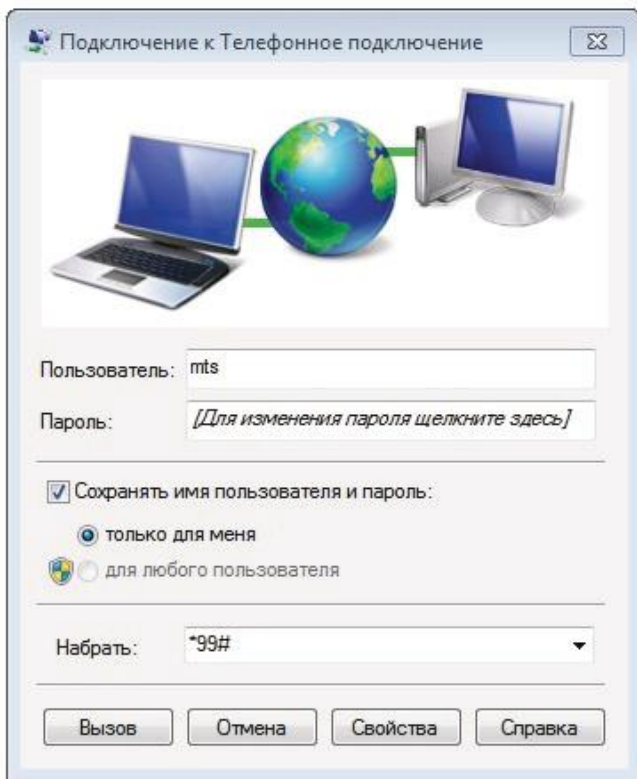 Подключение к Телефонное подключение
Пользователь: mts
Пароль: [Для изменения пароля щелкните здесь]
Сохранять имя пользователя и пароль:
только для меня
для любого пользователя
Набрать: *99#
Вызов Отмена Свойства Справка